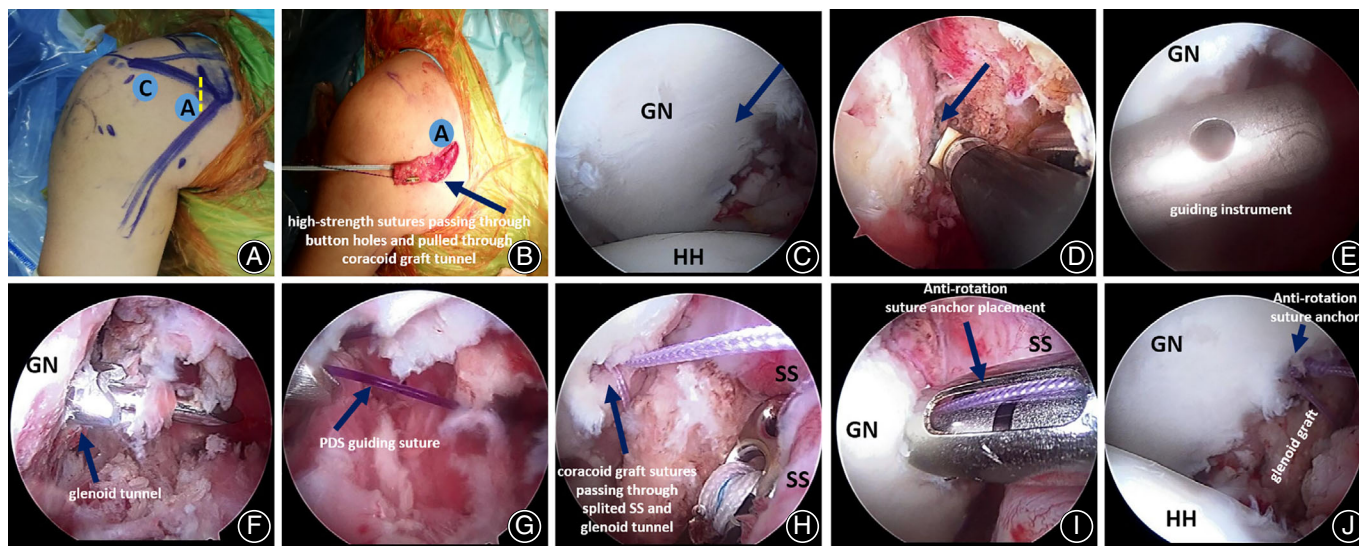 C
A
A
A
high-strength sutures passing through
button holes and pulled through
coracoid graft tunnel
B
GN
HH
C
D
GN
guiding instrument
E
GN
glenoid tunnel
F
PDS guiding suture
G
SS
SS
coracoid graft sutures
passing through
splited SS and
glenoid tunnel
H
Anti-rotation
suture anchor placement
SS
GN
I
Anti-rotation
suture anchor
GN
glenoid graft
HH
J